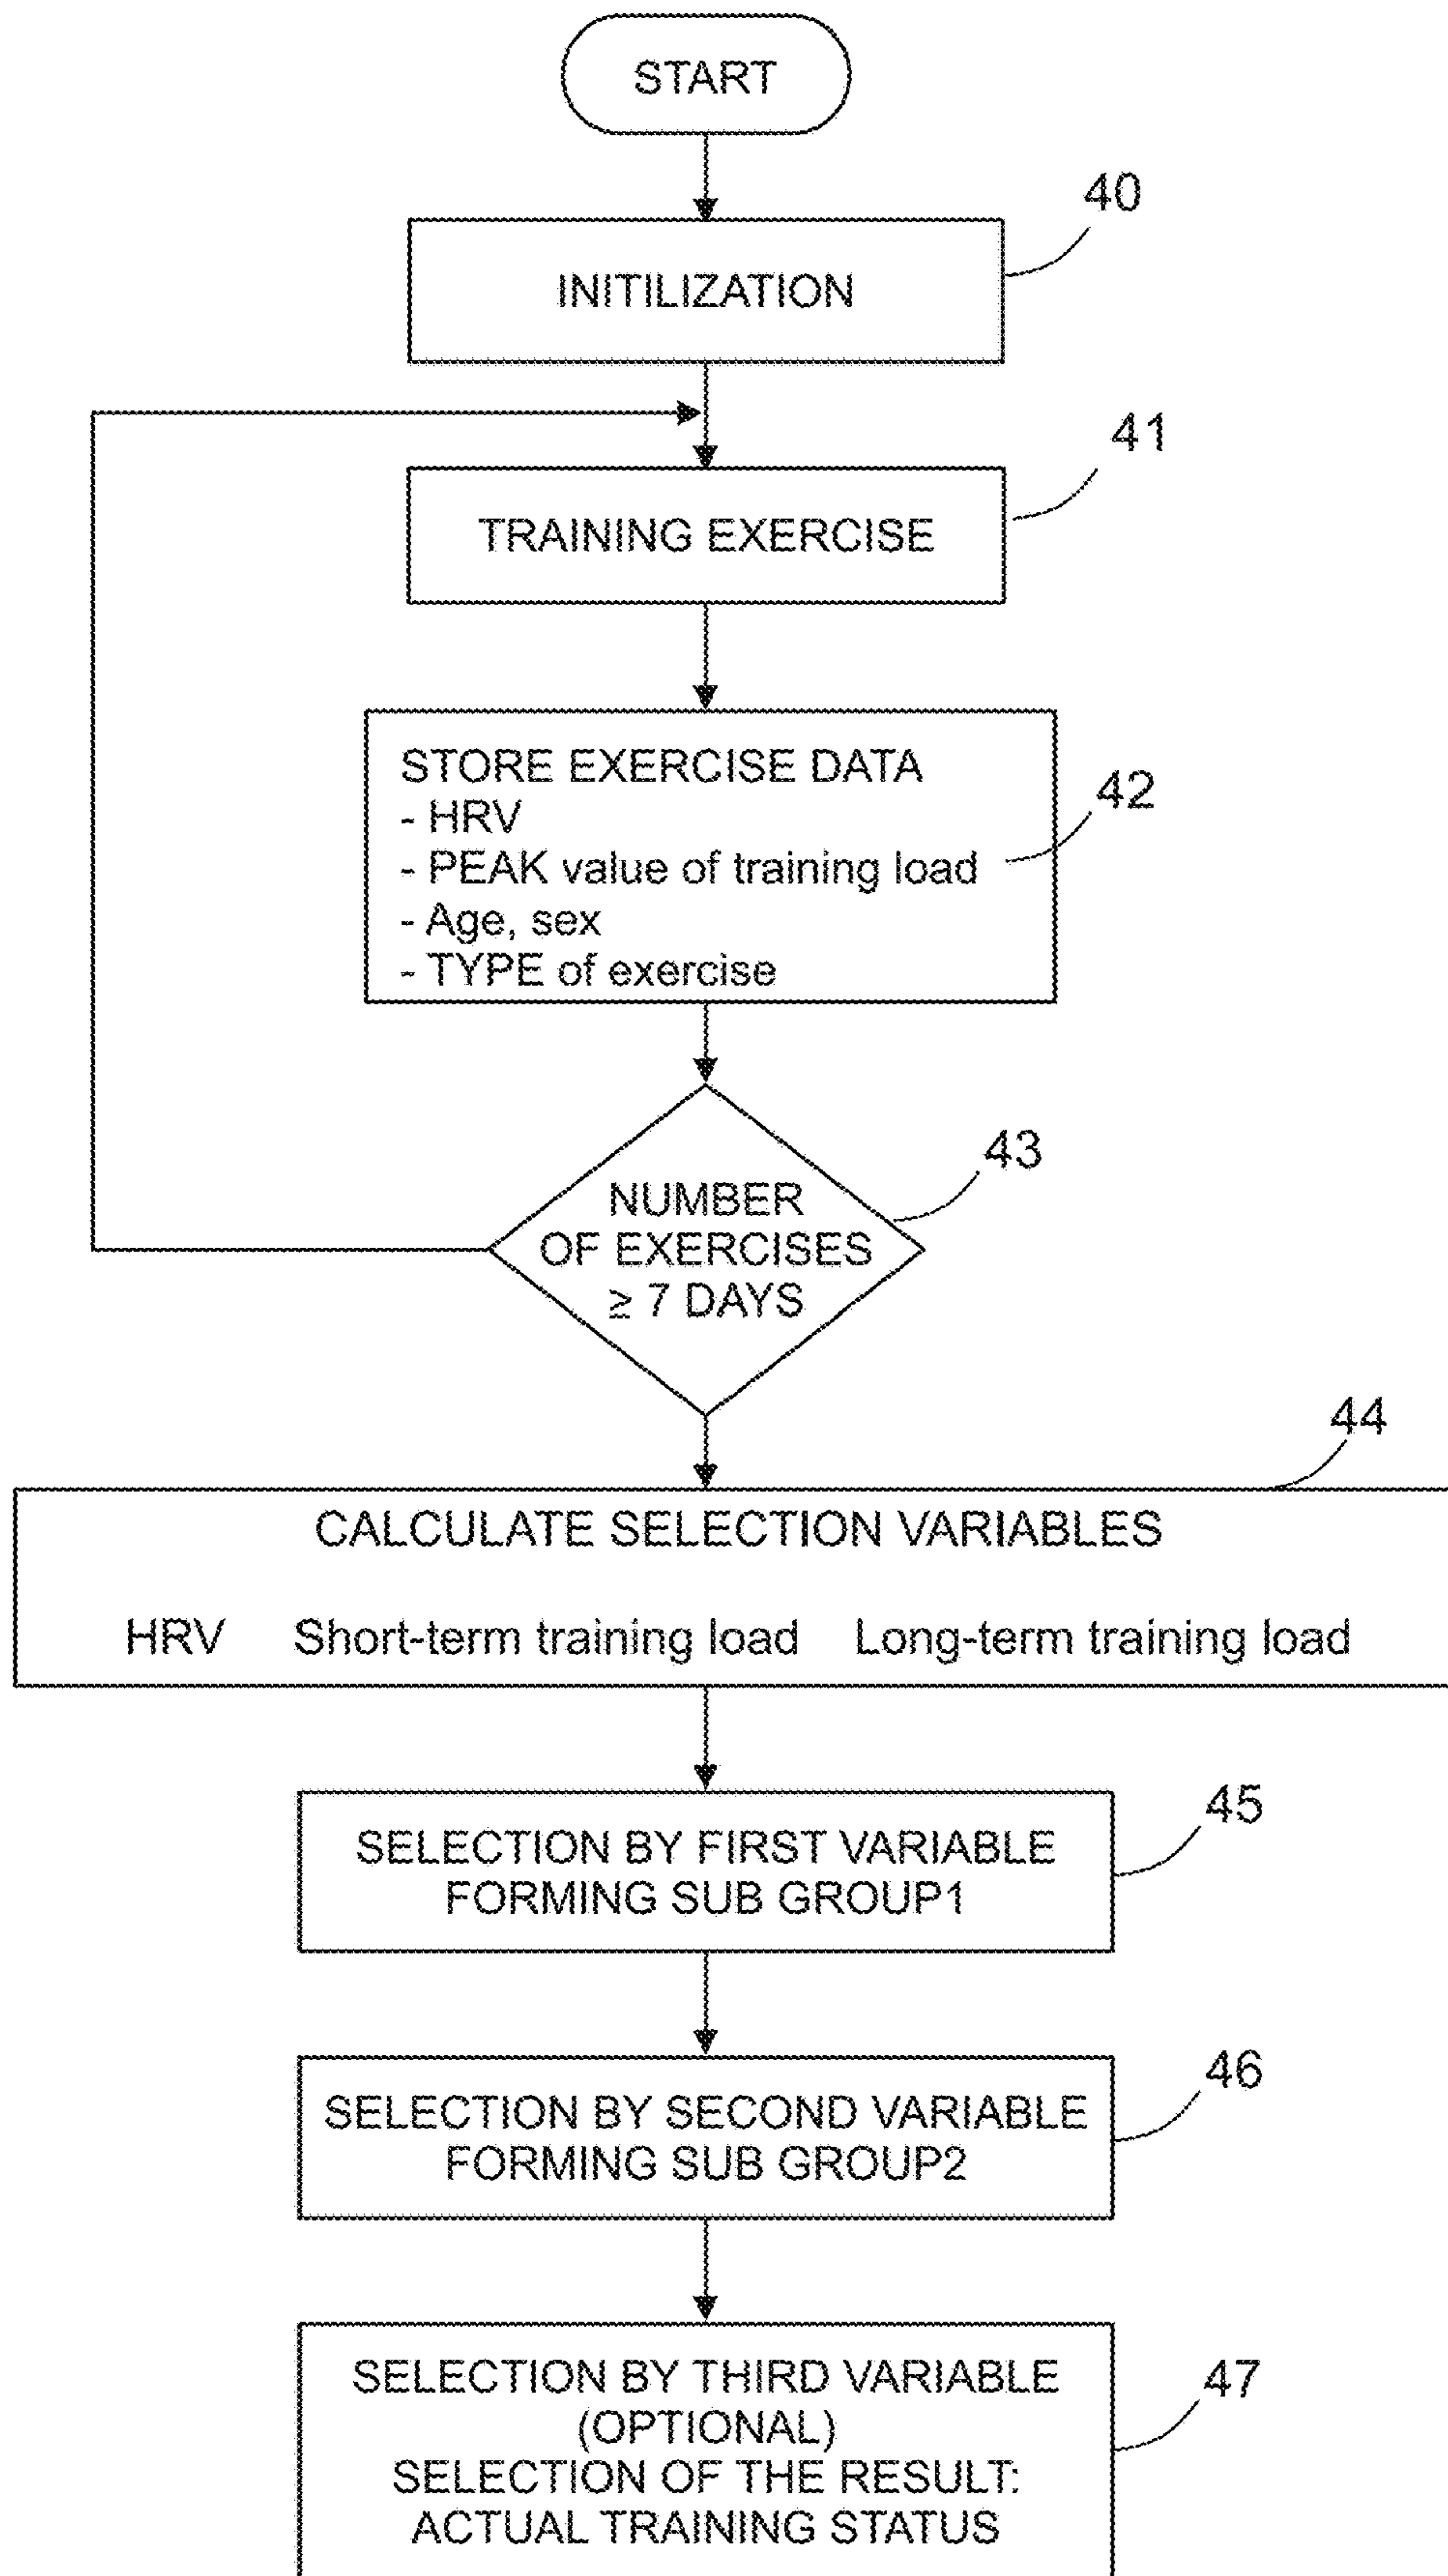 START
40
INITILIZATION
41
TRAINING EXERCISE
STORE EXERCISE DATA
- HRV
42
- PEAK value of training load
- Age, sex
- TYPE of exercise
43
NUMBER
OF EXERCISES
≥ 7 DAYS
44
CALCULATE SELECTION VARIABLES
HRV Short-term training load Long-term training load
45
SELECTION BY FIRST VARIABLE
FORMING SUB GROUP1
46
SELECTION BY SECOND VARIABLE
FORMING SUB GROUP2
47
SELECTION BY THIRD VARIABLE
(OPTIONAL)
SELECTION OF THE RESULT:
ACTUAL TRAINING STATUS